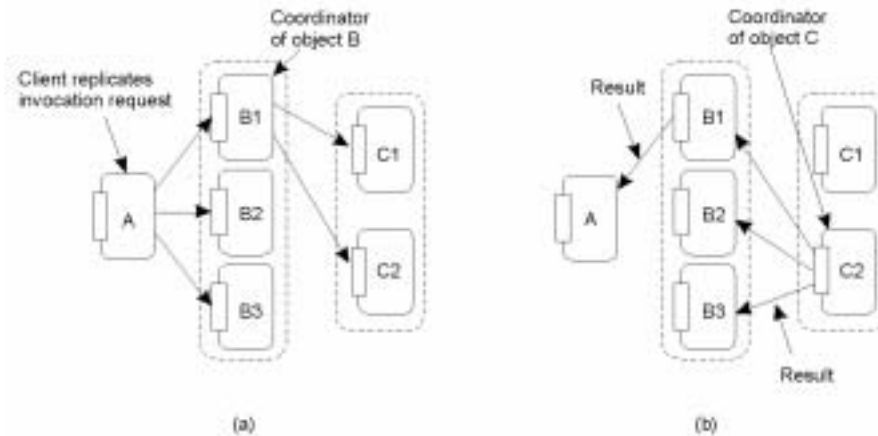 Coordinator
of object B
Client replicates
invocation request
A
B1
B2
B3
C1
C2
(a)
Coordinator
of object C
Result
A
B1
B2
B3
C1
C2
Result
(b)